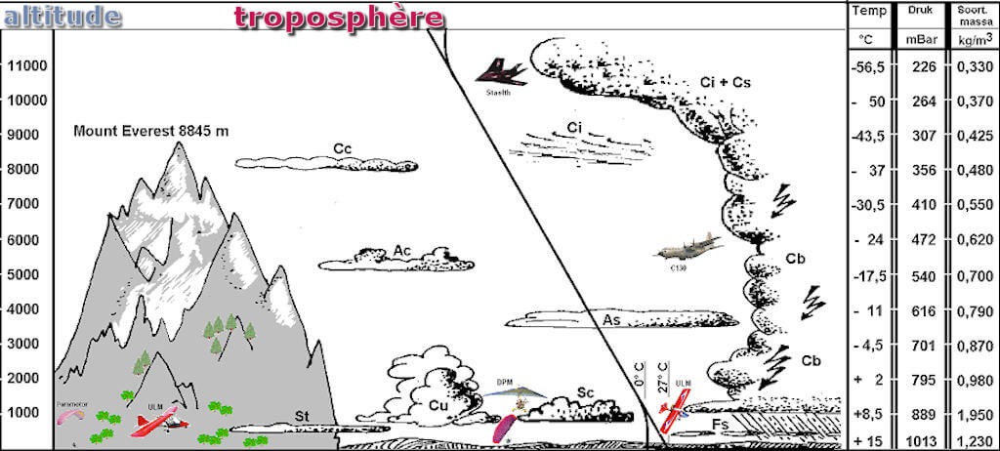 altitude
troposphère
Temp
Druk
Soort.
massa
°C
mBar
kg/m3
11000
-56,5
226
0,330
10000
- 50
264
0,370
9000
-43,5
307
0,425
8000
- 37
356
0,480
7000
-30,5
410
0,550
6000
- 24
472
0,620
5000
-17,5
540
0,700
4000
- 11
616
0,790
3000
- 4,5
701
0,870
2000
+ 2
795
0,980
1000
+8,5
889
1,950
+ 15
1013
1,230
Mount Everest 8845 m
Staelth
Ci + Cs
Ci
Cc
Ac
C130
Cb
As
Cb
0° C
27° C
DPM
ULM
Paramotor
ULM
Cu
Sc
St
Fs